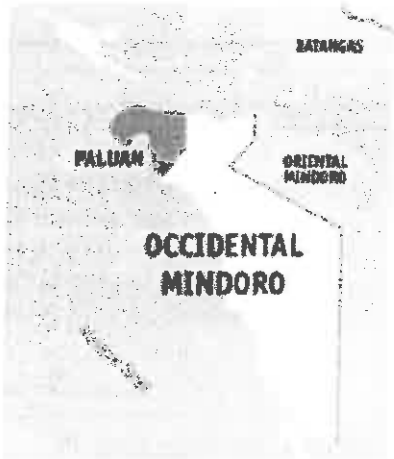 BATANGAS
PALUAN
ORIENTAL
MINDORO
OCCIDENTAL
MINDORO